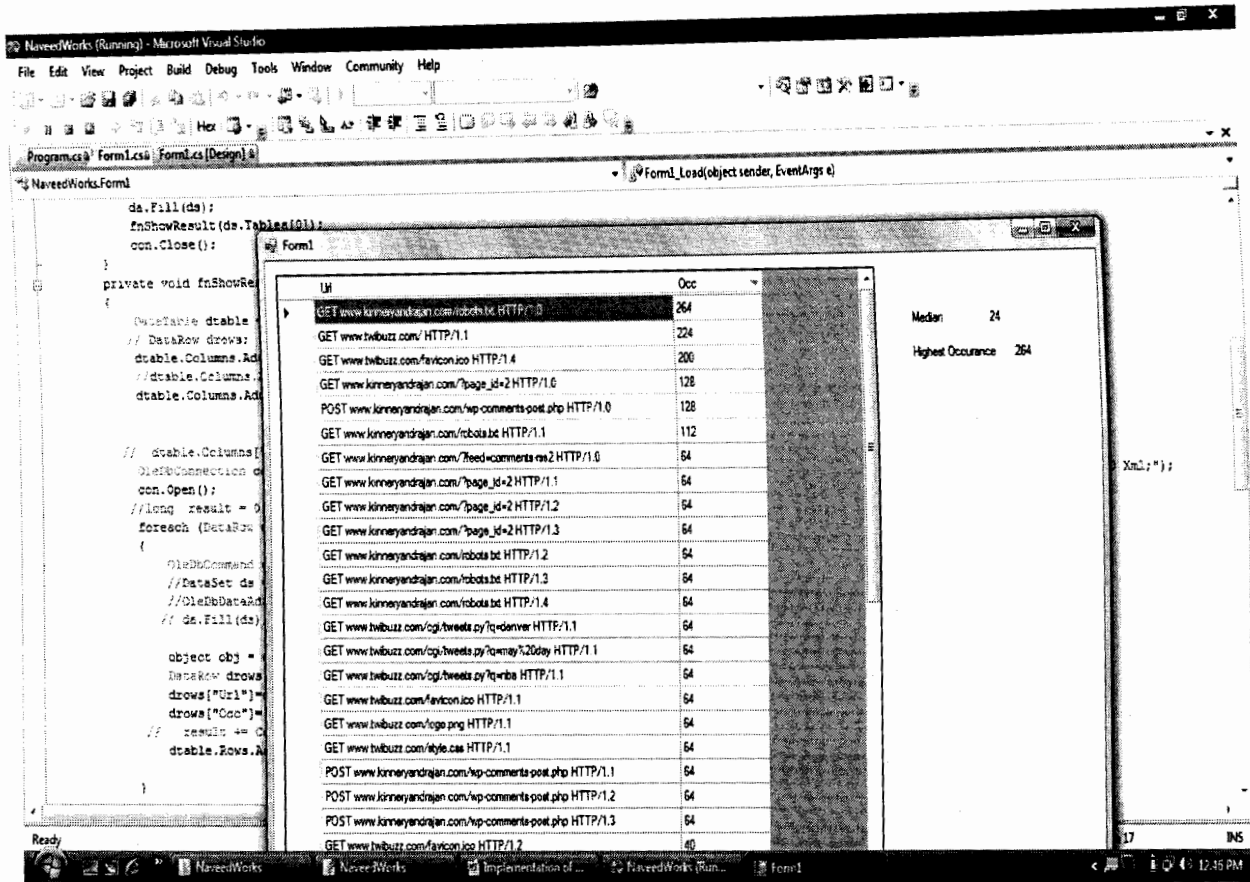 NaveedWorks (Running) - Microsoft Visual Studio
File Edit View Project Build Debug Tools Window Community Help
Hex
Program.cs Form1.cs Form1.cs [Design]
NaveedWorks.Form1
Form1_Load(object sender, EventArgs e)
da.Fill(ds);
fnShowResult(ds.Tables[0]);
con.Close();
}
private void fnShowRe
{
DataTable dtable
// DataRow drows;
dtable.Columns.Add
//dtable.Columns.
dtable.Columns.Add
// dtable.Columns[
OleDbConnection
con.Open();
//long result = 0
foreach (DataRow
{
OleDbCommand
//DataSet ds
//OleDbDataAd
// da.Fill(ds)
object obj =
DataRow drows
drows["Url"]=
drows["Occ"]=
// result += C
dtable.Rows.A
}
Xml;");
Form1
Url Occ
GET www.kinneryandrajan.com/robots.txt HTTP/1.0 264
GET www.twibuzz.com/ HTTP/1.1 224
GET www.twibuzz.com/favicon.ico HTTP/1.4 200
GET www.kinneryandrajan.com/?page_id=2 HTTP/1.0 128
POST www.kinneryandrajan.com/wp-comments-post.php HTTP/1.0 128
GET www.kinneryandrajan.com/robots.txt HTTP/1.1 112
GET www.kinneryandrajan.com/?feed=comments-rss2 HTTP/1.0 64
GET www.kinneryandrajan.com/?page_id=2 HTTP/1.1 64
GET www.kinneryandrajan.com/?page_id=2 HTTP/1.2 64
GET www.kinneryandrajan.com/?page_id=2 HTTP/1.3 64
GET www.kinneryandrajan.com/robots.txt HTTP/1.2 64
GET www.kinneryandrajan.com/robots.txt HTTP/1.3 64
GET www.kinneryandrajan.com/robots.txt HTTP/1.4 64
GET www.twibuzz.com/cgi/tweets.py?q=denver HTTP/1.1 64
GET www.twibuzz.com/cgi/tweets.py?q=may%20day HTTP/1.1 64
GET www.twibuzz.com/cgi/tweets.py?q=nba HTTP/1.1 64
GET www.twibuzz.com/favicon.ico HTTP/1.1 64
GET www.twibuzz.com/logo.png HTTP/1.1 64
GET www.twibuzz.com/style.css HTTP/1.1 64
POST www.kinneryandrajan.com/wp-comments-post.php HTTP/1.1 64
POST www.kinneryandrajan.com/wp-comments-post.php HTTP/1.2 64
POST www.kinneryandrajan.com/wp-comments-post.php HTTP/1.3 64
GET www.twibuzz.com/favicon.ico HTTP/1.2 40
Median 24
Highest Occurance 264
Ready
17 INS
NaveedWorks NaveedWorks Implementation of ... NaveedWorks (Run... Form1 12:46 PM